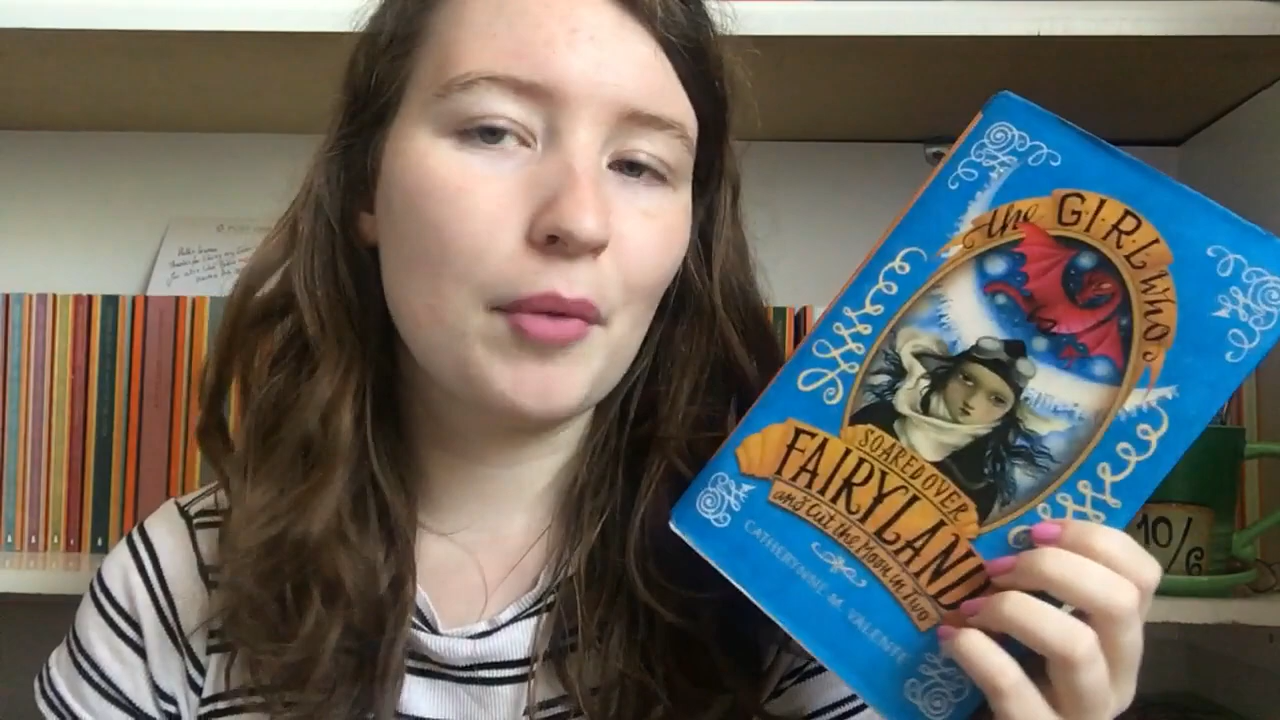 the GIRL WHO
SOARED OVER
FAIRYLAND
and Cut the Moon in Two
CATHERYNNE M. VALENTE
10/6